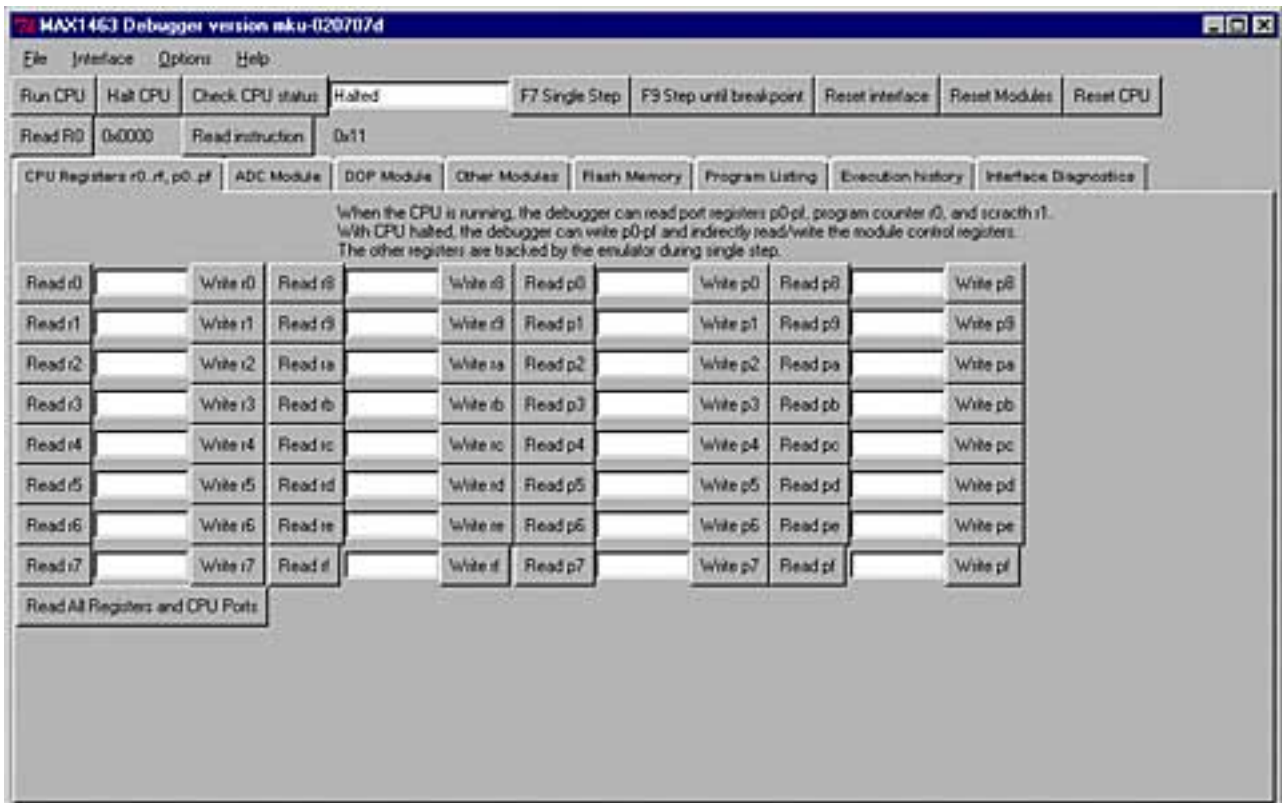 MAX1463 Debugger version mku-020707d
File Interface Options Help
Run CPU Halt CPU Check CPU status Halted F7 Single Step F9 Step until breakpoint Reset interface Reset Modules Reset CPU
Read R0 0x0000 Read instruction 0x11
CPU Registers r0..rf, p0..pf ADC Module DOP Module Other Modules Flash Memory Program Listing Execution history Interface Diagnostics
When the CPU is running, the debugger can read port registers p0-pf, program counter r0, and scracth r1.
With CPU halted, the debugger can write p0-pf and indirectly read/write the module control registers.
The other registers are tracked by the emulator during single step.
Read r0 Write r0 Read r8 Write r8 Read p0 Write p0 Read p8 Write p8
Read r1 Write r1 Read r9 Write r9 Read p1 Write p1 Read p9 Write p9
Read r2 Write r2 Read ra Write ra Read p2 Write p2 Read pa Write pa
Read r3 Write r3 Read rb Write rb Read p3 Write p3 Read pb Write pb
Read r4 Write r4 Read rc Write rc Read p4 Write p4 Read pc Write pc
Read r5 Write r5 Read rd Write rd Read p5 Write p5 Read pd Write pd
Read r6 Write r6 Read re Write re Read p6 Write p6 Read pe Write pe
Read r7 Write r7 Read rf Write rf Read p7 Write p7 Read pf Write pf
Read All Registers and CPU Ports